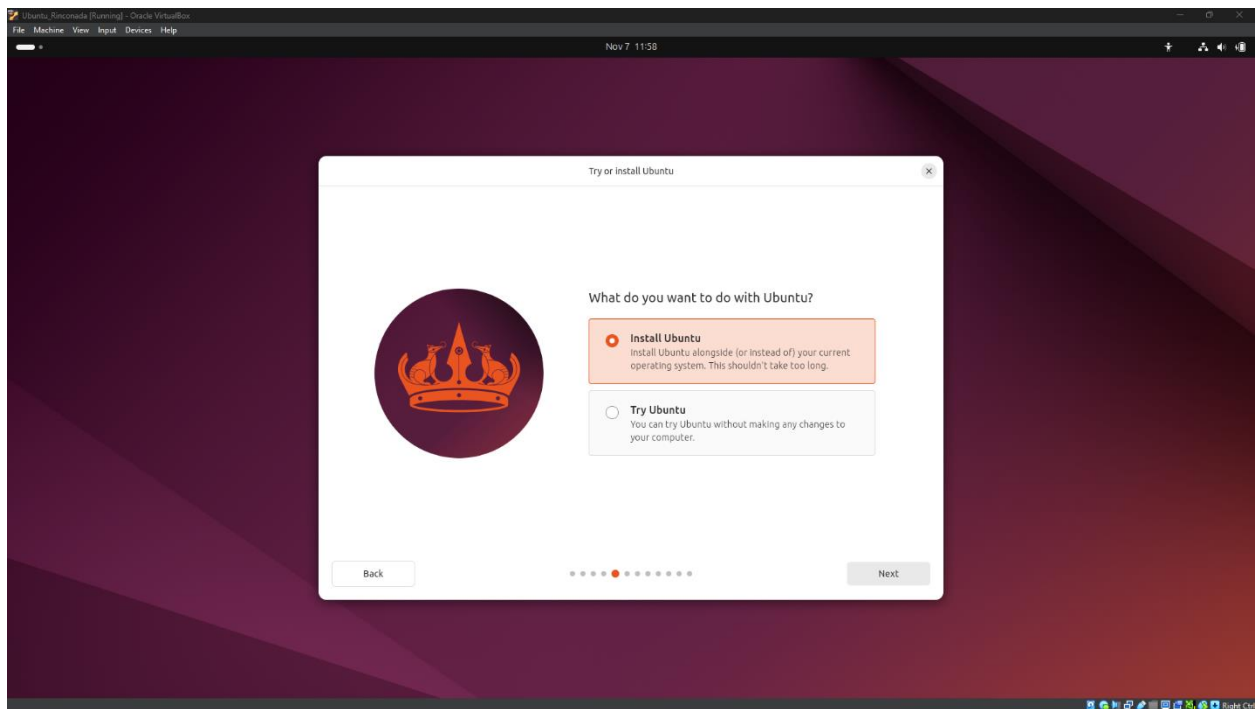 Ubuntu_Rinconada [Running] - Oracle VirtualBox
File Machine View Input Devices Help
Nov 7 11:58
Try or install Ubuntu
What do you want to do with Ubuntu?
Install Ubuntu
Install Ubuntu alongside (or instead of) your current
operating system. This shouldn't take too long.
Try Ubuntu
You can try Ubuntu without making any changes to
your computer.
Back
Next
Right Ctrl